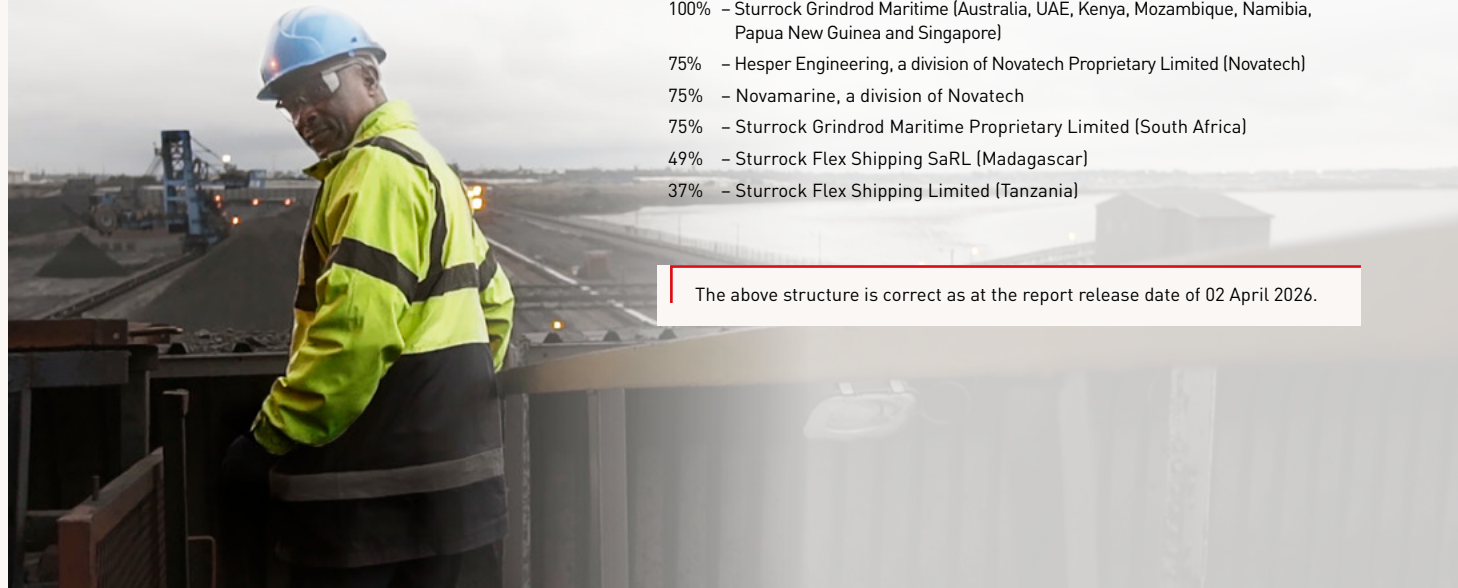 100% – Sturrock Grindrod Maritime (Australia, UAE, Kenya, Mozambique, Namibia,
Papua New Guinea and Singapore)
75% – Hesper Engineering, a division of Novatech Proprietary Limited (Novatech)
75% – Novamarine, a division of Novatech
75% – Sturrock Grindrod Maritime Proprietary Limited (South Africa)
49% – Sturrock Flex Shipping SaRL (Madagascar)
37% – Sturrock Flex Shipping Limited (Tanzania)
The above structure is correct as at the report release date of 02 April 2026.